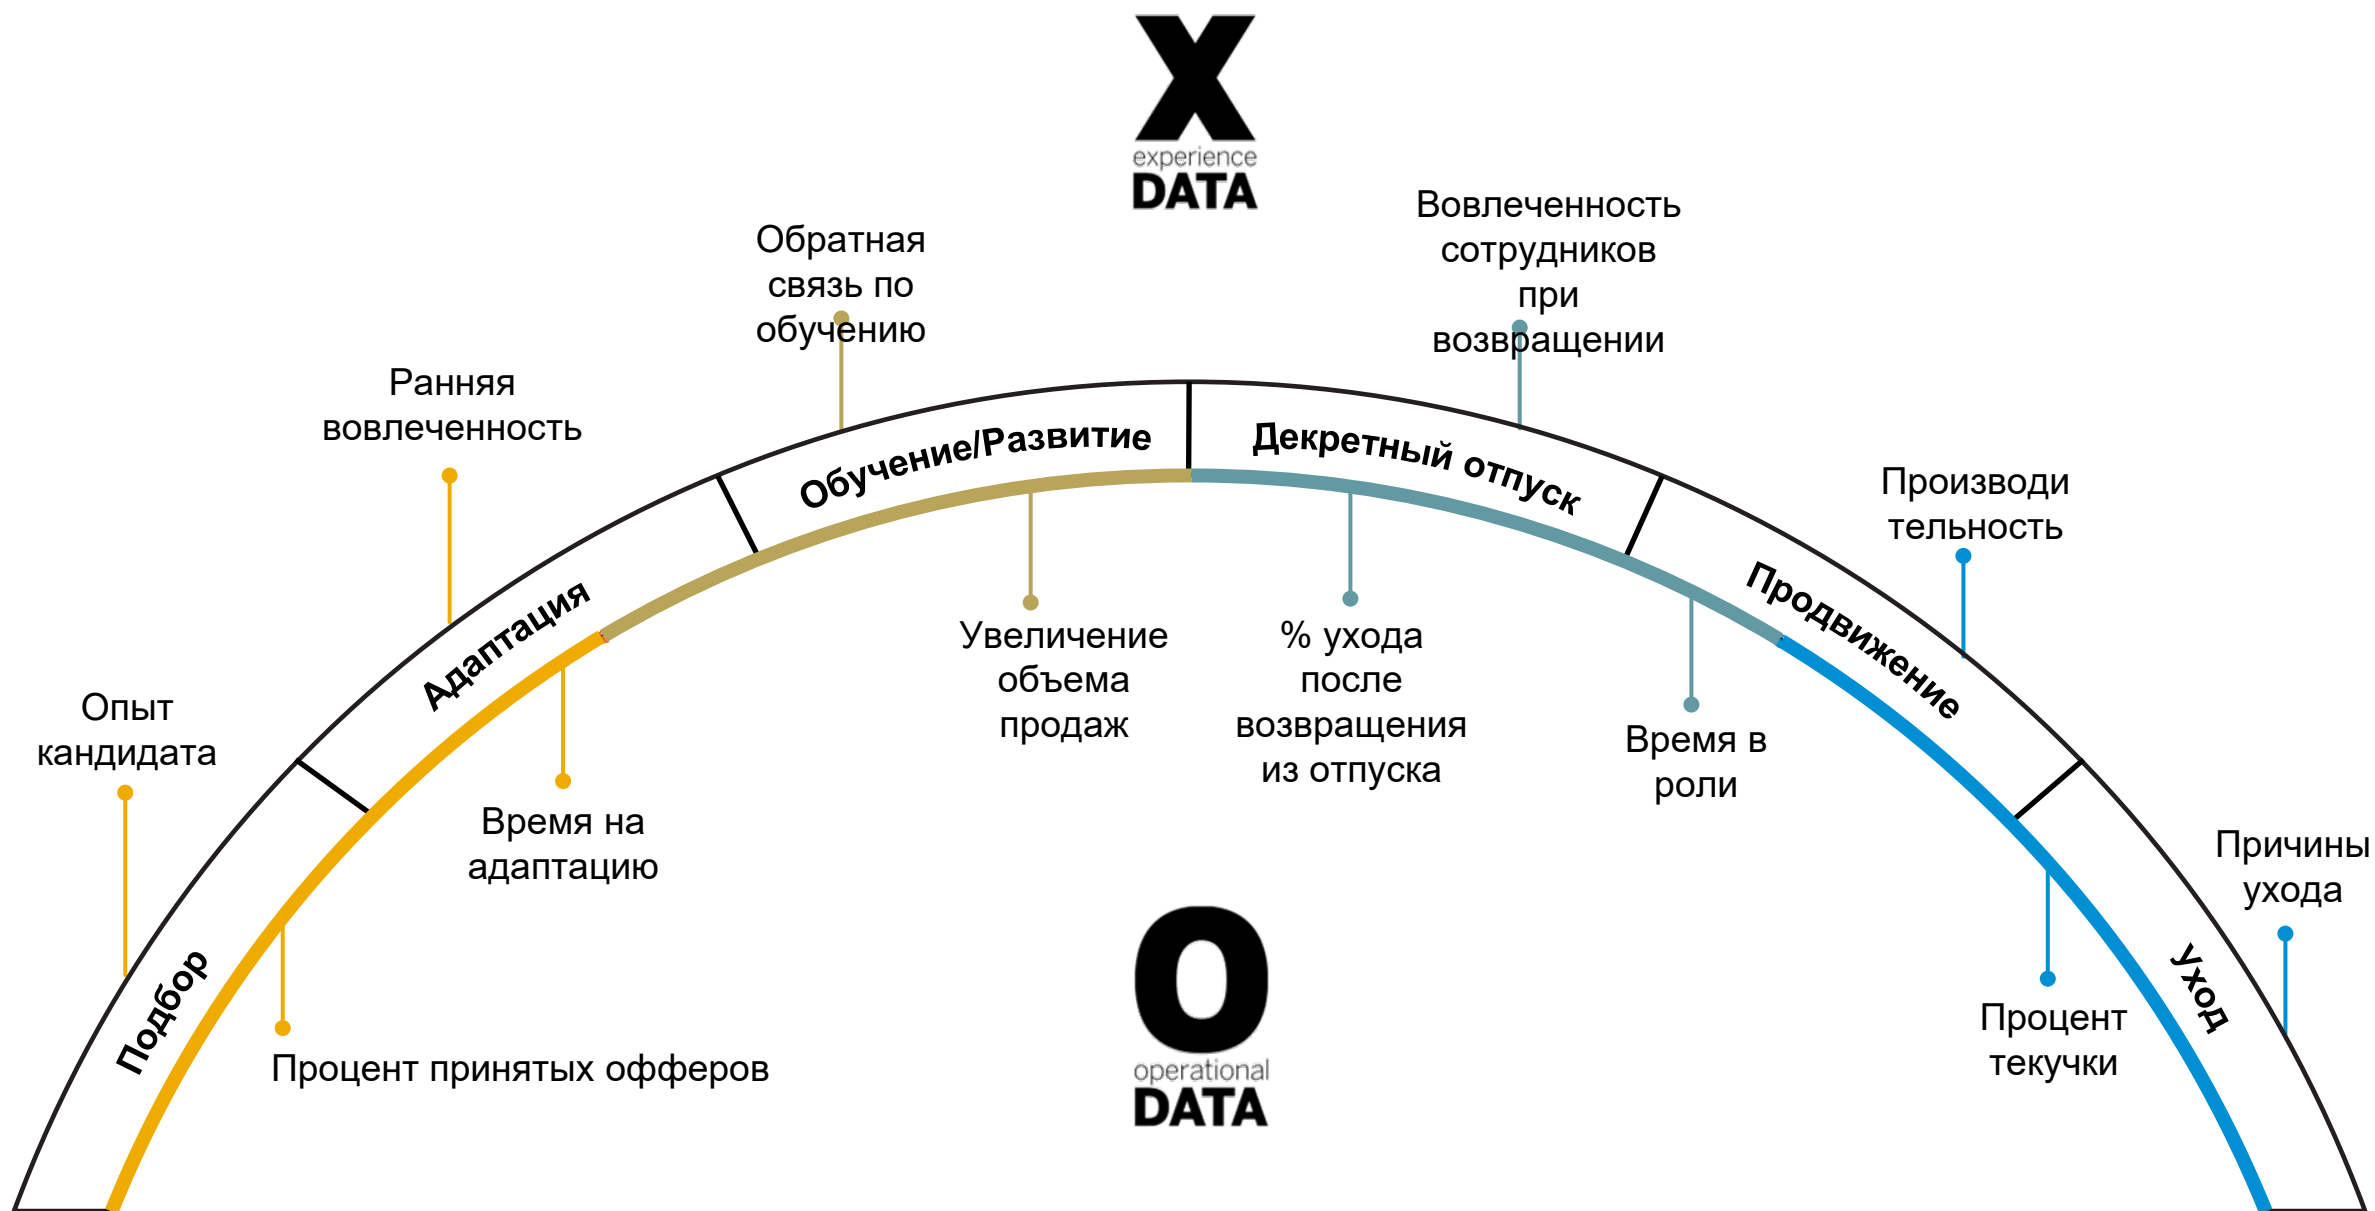 X
experience
DATA
Вовлеченность
сотрудников
при
возвращении
Обратная
связь по
обучению
Ранняя
вовлеченность
Производи
тельность
Опыт
кандидата
Причины
ухода
Подбор
Адаптация
Обучение/Развитие
Декретный отпуск
Продвижение
Уход
Увеличение
объема
продаж
% ухода
после
возвращения
из отпуска
Время в
роли
Время на
адаптацию
Процент принятых офферов
Процент
текучки
O
operational
DATA